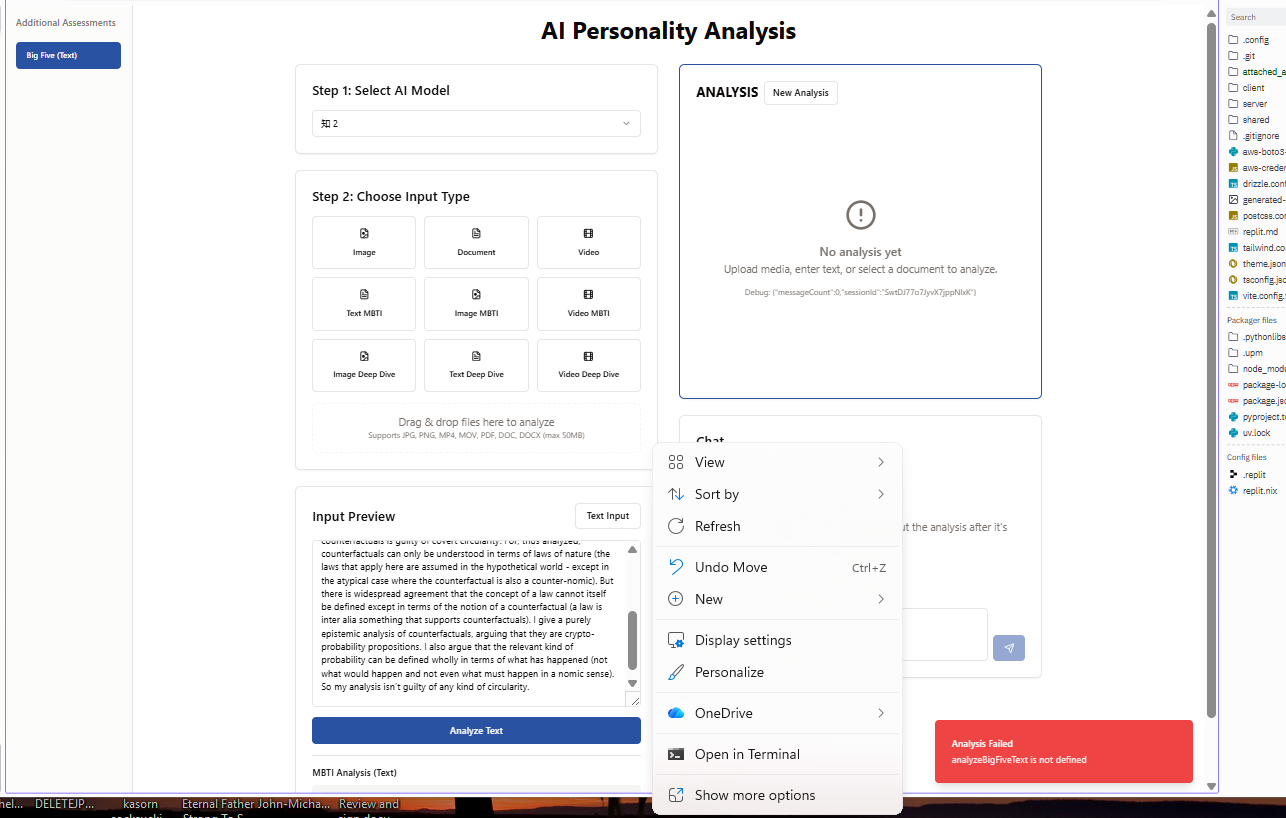 Additional Assessments
Big Five (Text)
AI Personality Analysis
Step 1: Select AI Model
知 2
Step 2: Choose Input Type
Image
Document
Video
Text MBTI
Image MBTI
Video MBTI
Image Deep Dive
Text Deep Dive
Video Deep Dive
Drag & drop files here to analyze
Supports JPG, PNG, MP4, MOV, PDF, DOC, DOCX (max 50MB)
Input Preview
Text Input
counterfactuals is guilty of covert circularity. For, thus analyzed,
counterfactuals can only be understood in terms of laws of nature (the
laws that apply here are assumed in the hypothetical world - except in
the atypical case where the counterfactual is also a counter-nomic). But
there is widespread agreement that the concept of a law cannot itself
be defined except in terms of the notion of a counterfactual (a law is
inter alia something that supports counterfactuals). I give a purely
epistemic analysis of counterfactuals, arguing that they are crypto-
probability propositions. I also argue that the relevant kind of
probability can be defined wholly in terms of what has happened (not
what would happen and not even what must happen in a nomic sense).
So my analysis isn't guilty of any kind of circularity.
Analyze Text
MBTI Analysis (Text)
ANALYSIS
New Analysis
No analysis yet
Upload media, enter text, or select a document to analyze.
Debug: {"messageCount":0,"sessionId":"SwtDJ77o7JyvX7jppNlxK"}
Chat
ut the analysis after it's
View
Sort by
Refresh
Undo Move Ctrl+Z
New
Display settings
Personalize
OneDrive
Open in Terminal
Show more options
Analysis Failed
analyzeBigFiveText is not defined
Search
.config
.git
attached_a
client
server
shared
.gitignore
aws-boto3-
aws-creden
drizzle.conf
generated-
postcss.con
replit.md
tailwind.co
theme.json
tsconfig.jso
vite.config.
Packager files
.pythonlibs
.upm
node_modu
package-lo
package.jso
pyproject.to
uv.lock
Config files
.replit
replit.nix
hel... DELETEJP... kasorn Eternal Father John-Micha... Review and